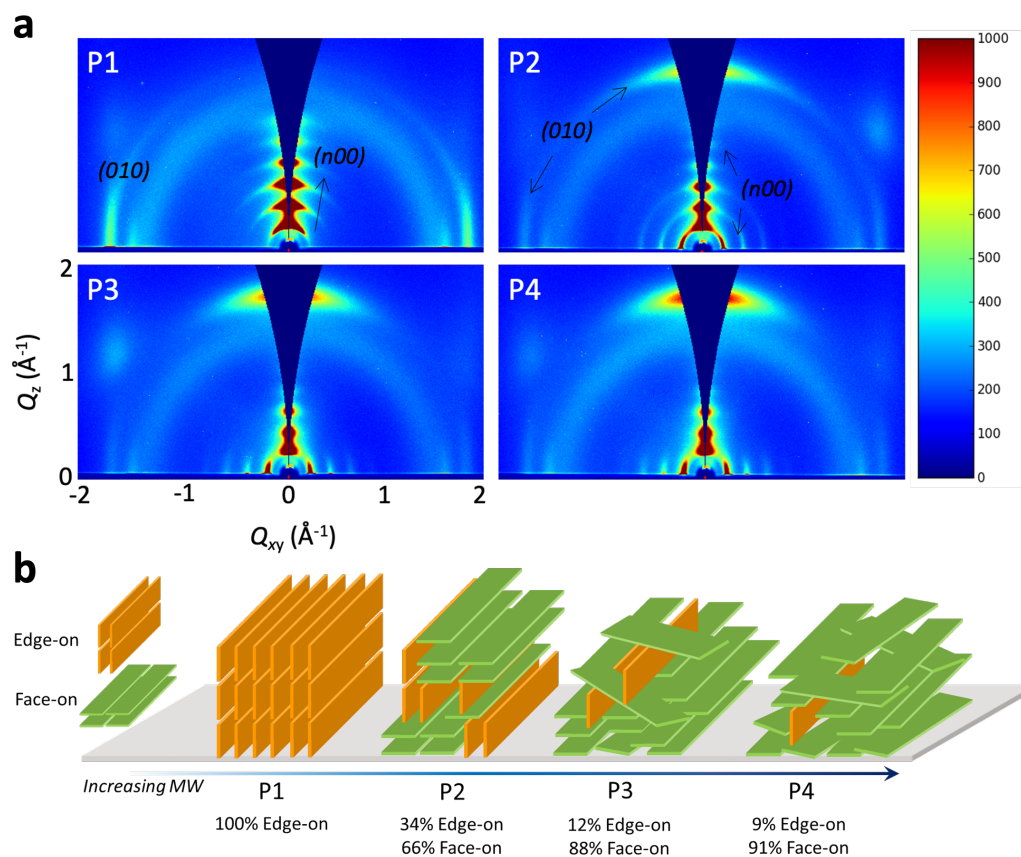 a
P1
(010)
(n00)
P2
(010)
(n00)
1000
900
800
700
600
500
400
300
200
100
0
P3
P4
2
1
0
Qz (Å-1)
-2
-1
0
1
2
Qxy (Å-1)
b
Edge-on
Face-on
Increasing MW
P1
P2
P3
P4
100% Edge-on
34% Edge-on
12% Edge-on
9% Edge-on
66% Face-on
88% Face-on
91% Face-on